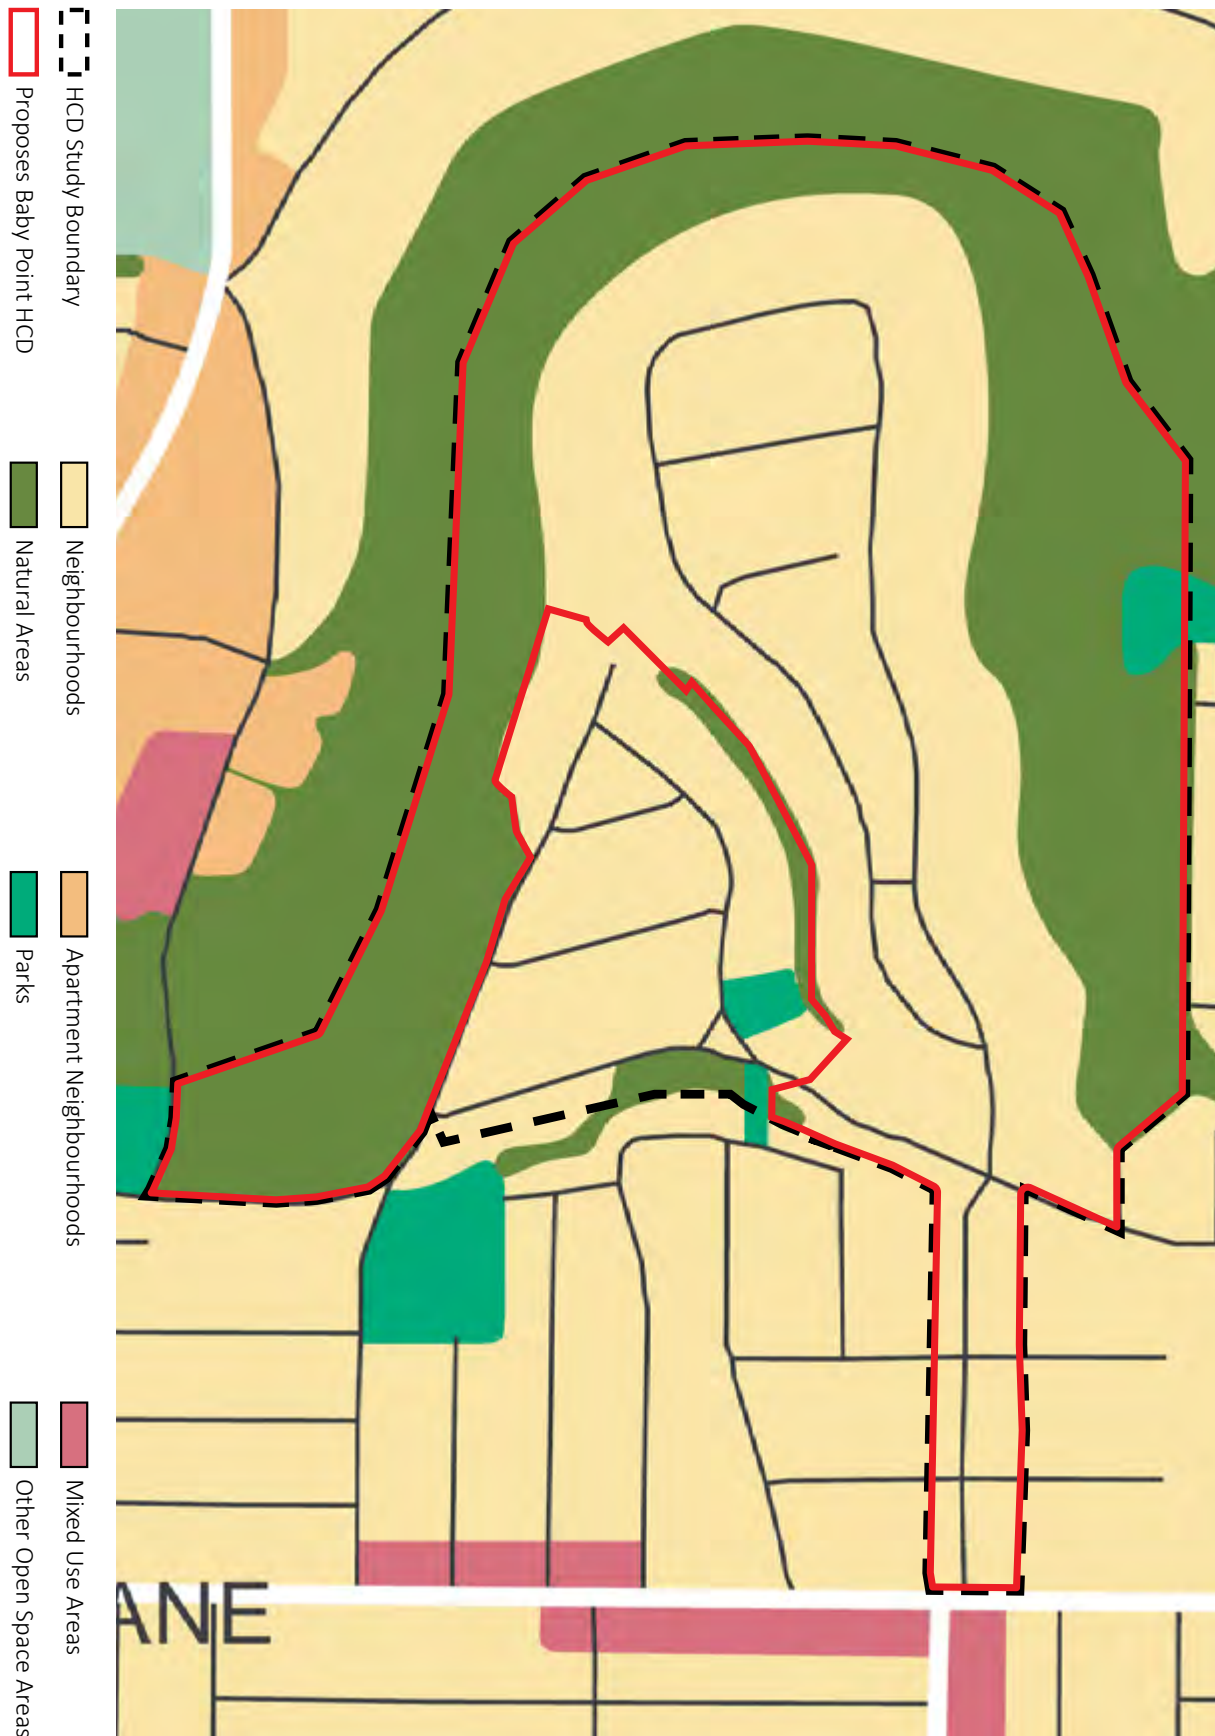 HCD Study Boundary
Proposes Baby Point HCD
Neighbourhoods
Natural Areas
Apartment Neighbourhoods
Parks
Mixed Use Areas
Other Open Space Areas
ANE